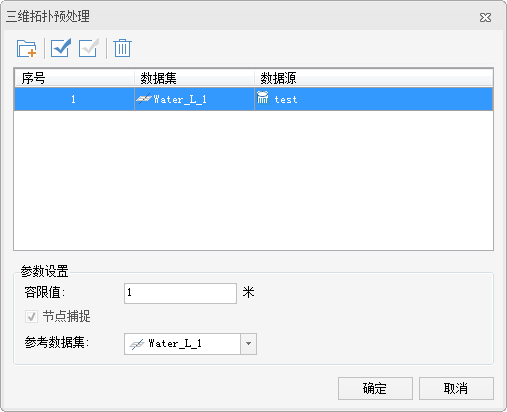 三维拓扑预处理
序号 数据集 数据源
1 Water_L_1 test
参数设置
容限值: 1 米
节点捕捉
参考数据集: Water_L_1
确定 取消